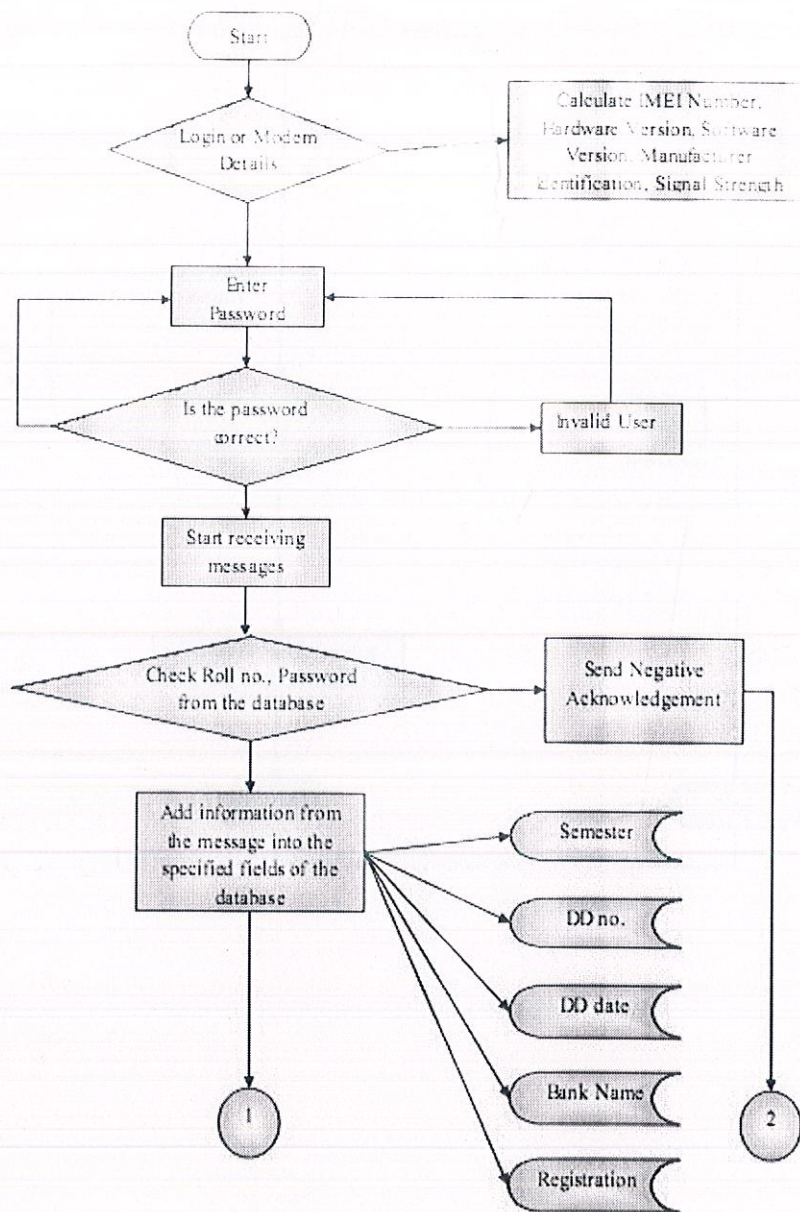 Start
Login or Modem
Details
Calculate IMEI Number,
Hardware Version, Software
Version, Manufacturer
Identification, Signal Strength
Enter
Password
Is the password
correct?
Invalid User
Start receiving
messages
Check Roll no., Password
from the database
Send Negative
Acknowledgement
Add information from
the message into the
specified fields of the
database
Semester
DD no.
DD date
Bank Name
Registration
1
2